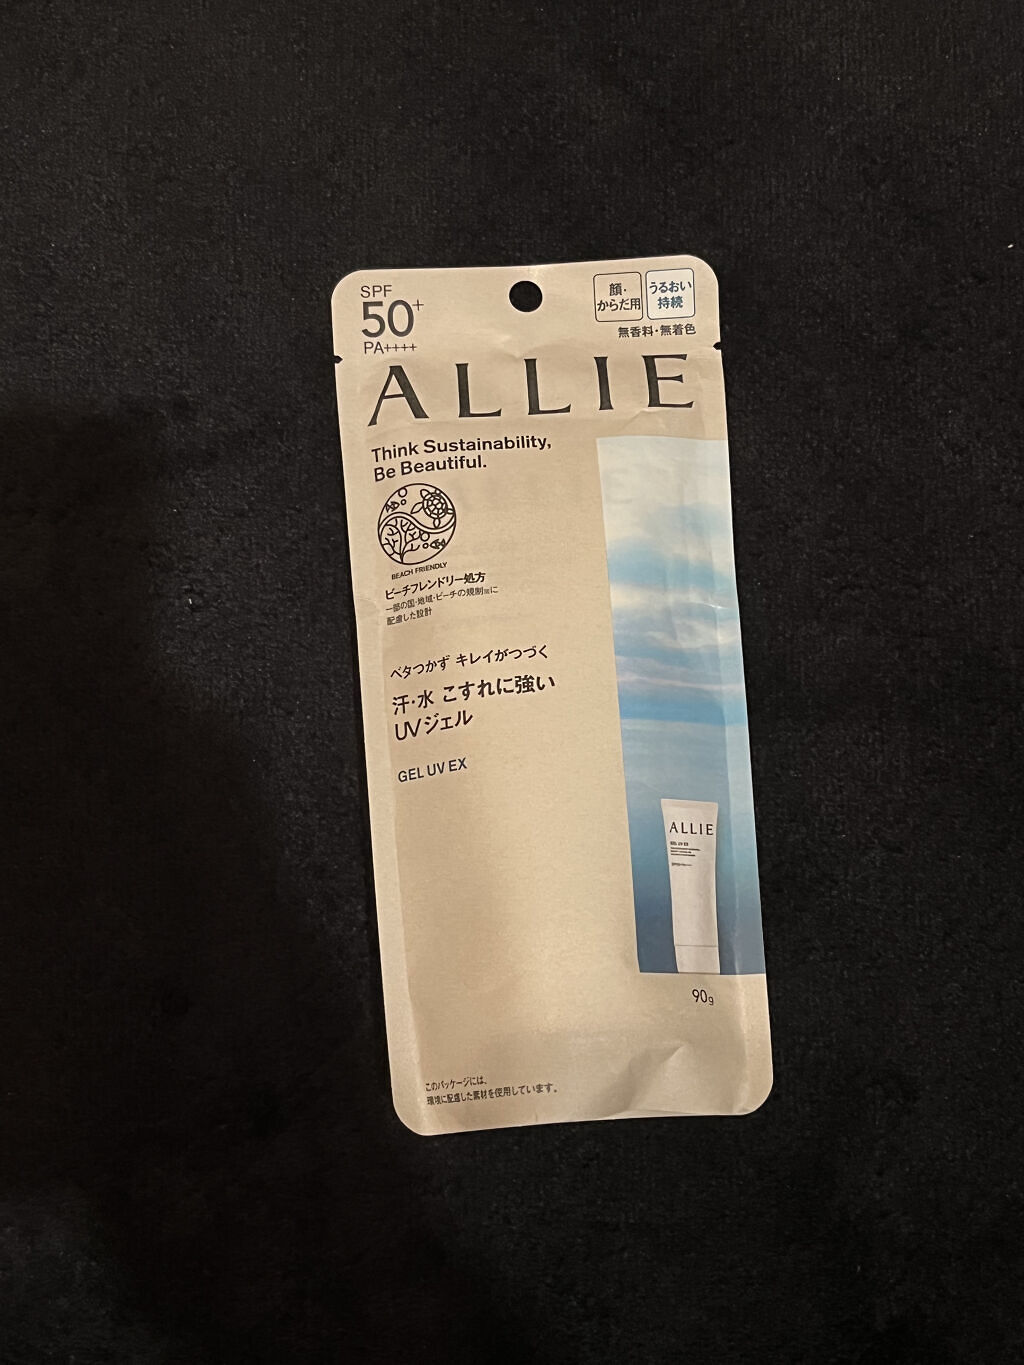 SPF
50+
PA++++
顔・
からだ用
うるおい
持続
無香料・無着色
ALLIE
Think Sustainability,
Be Beautiful.
BEACH FRIENDLY
ビーチフレンドリー処方
一部の国・地域・ビーチの規制※に
配慮した設計
ベタつかず キレイがつづく
汗・水 こすれに強い
UVジェル
GEL UV EX
ALLIE
GEL UV EX
90g
このパッケージには、
環境に配慮した素材を使用しています。